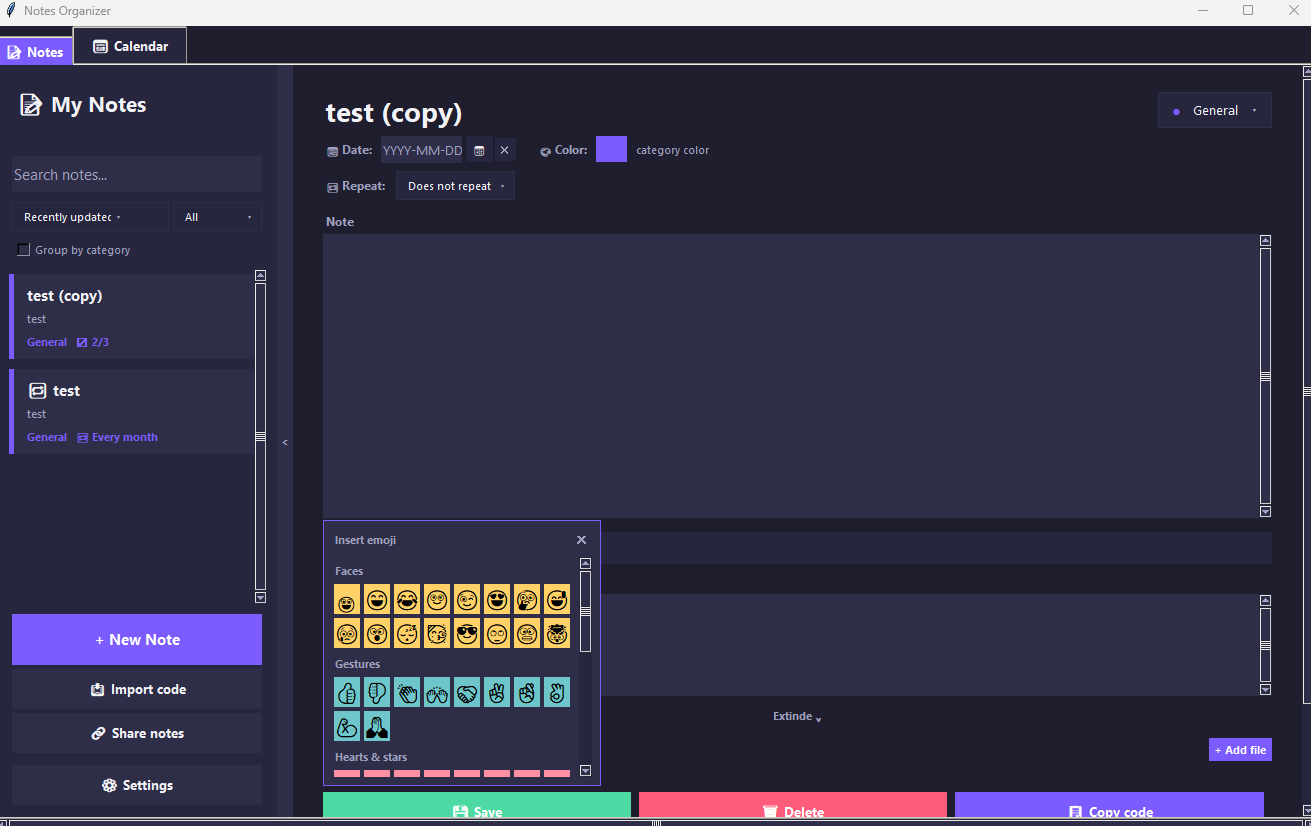 Notes Organizer
Notes
Calendar
My Notes
Search notes...
Recently updated
All
Group by category
test (copy)
test
General 2/3
test
test
General Every month
+ New Note
Import code
Share notes
Settings
<
test (copy)
General
Date: YYYY-MM-DD
Color: category color
Repeat: Does not repeat
Note
Insert emoji
Faces
Gestures
Hearts & stars
Extinde
+ Add file
Save
Delete
Copy code